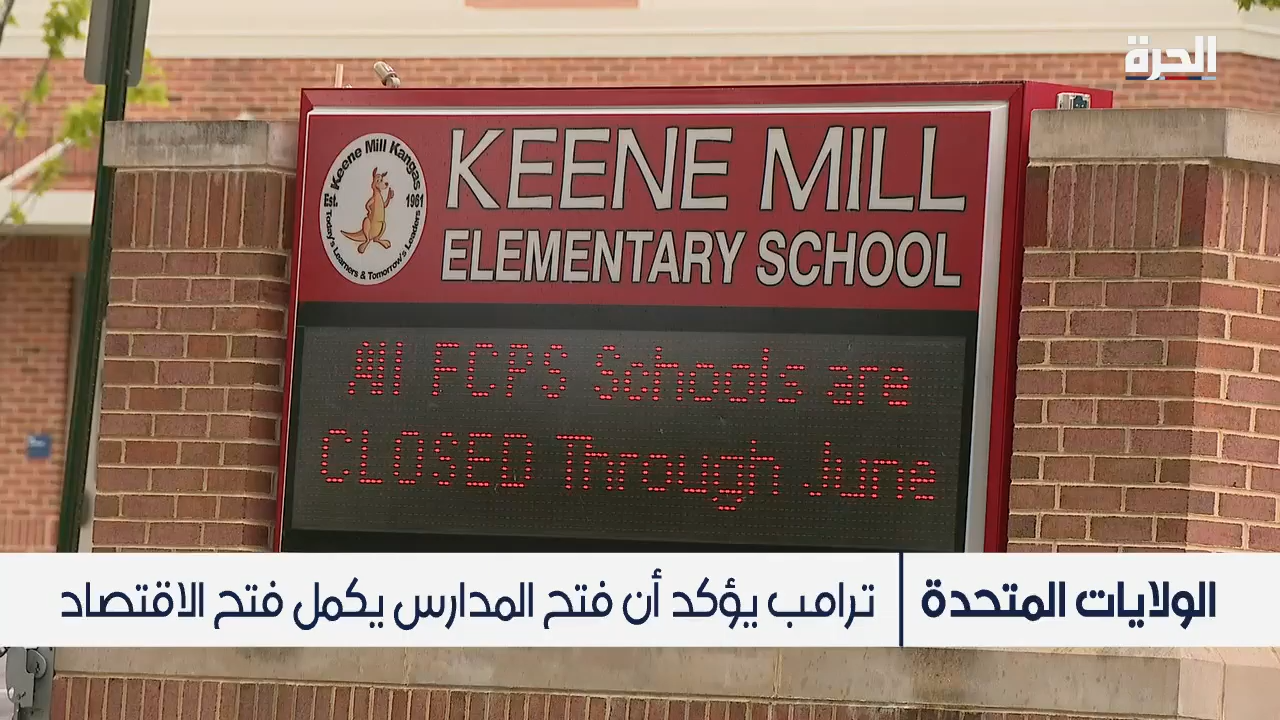 الحرة
Keene Mill Kangas
Est. 1961
Today's Learners & Tomorrow's Leaders
KEENE MILL
ELEMENTARY SCHOOL
All FCPS Schools are
CLOSED Through June
الولايات المتحدة
ترامب يؤكد أن فتح المدارس يكمل فتح الاقتصاد